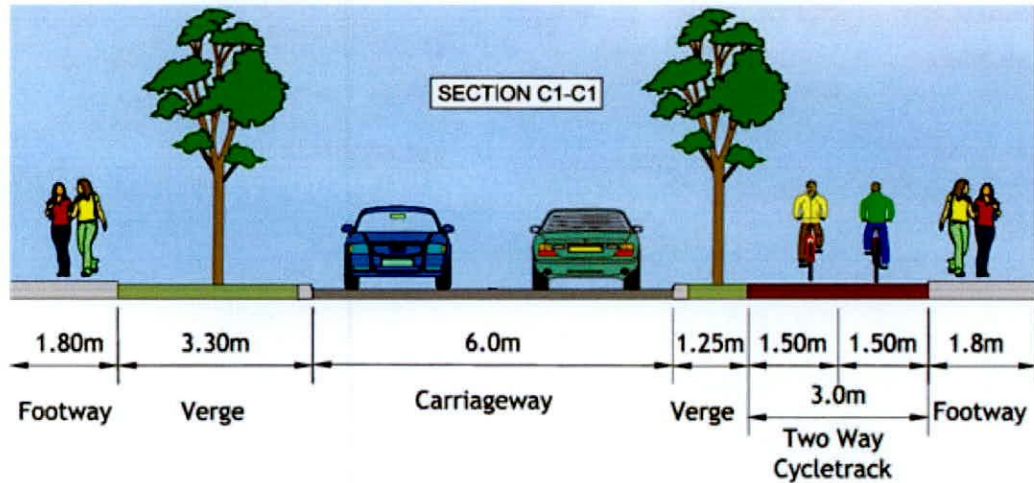 SECTION C1-C1
1.80m 3.30m 6.0m 1.25m 1.50m 1.50m 1.8m
Footway Verge Carriageway Verge 3.0m Footway
Two Way
Cycletrack